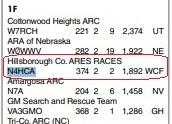 1F
Cottonwood Heights ARC
W7RCH 221 2 9 2,374 UT
ARA of Nebraska
WØWWV 282 2 19 1,922 NE
Hillsborough Co. ARES RACES
N4HCA 374 2 2 1,892 WCF
Amargosa ARC
N7A 204 2 6 1,458 NV
GM Search and Rescue Team
VA3GMO 368 2 1 1,286 GH
Tri-Co. ARC (NC)